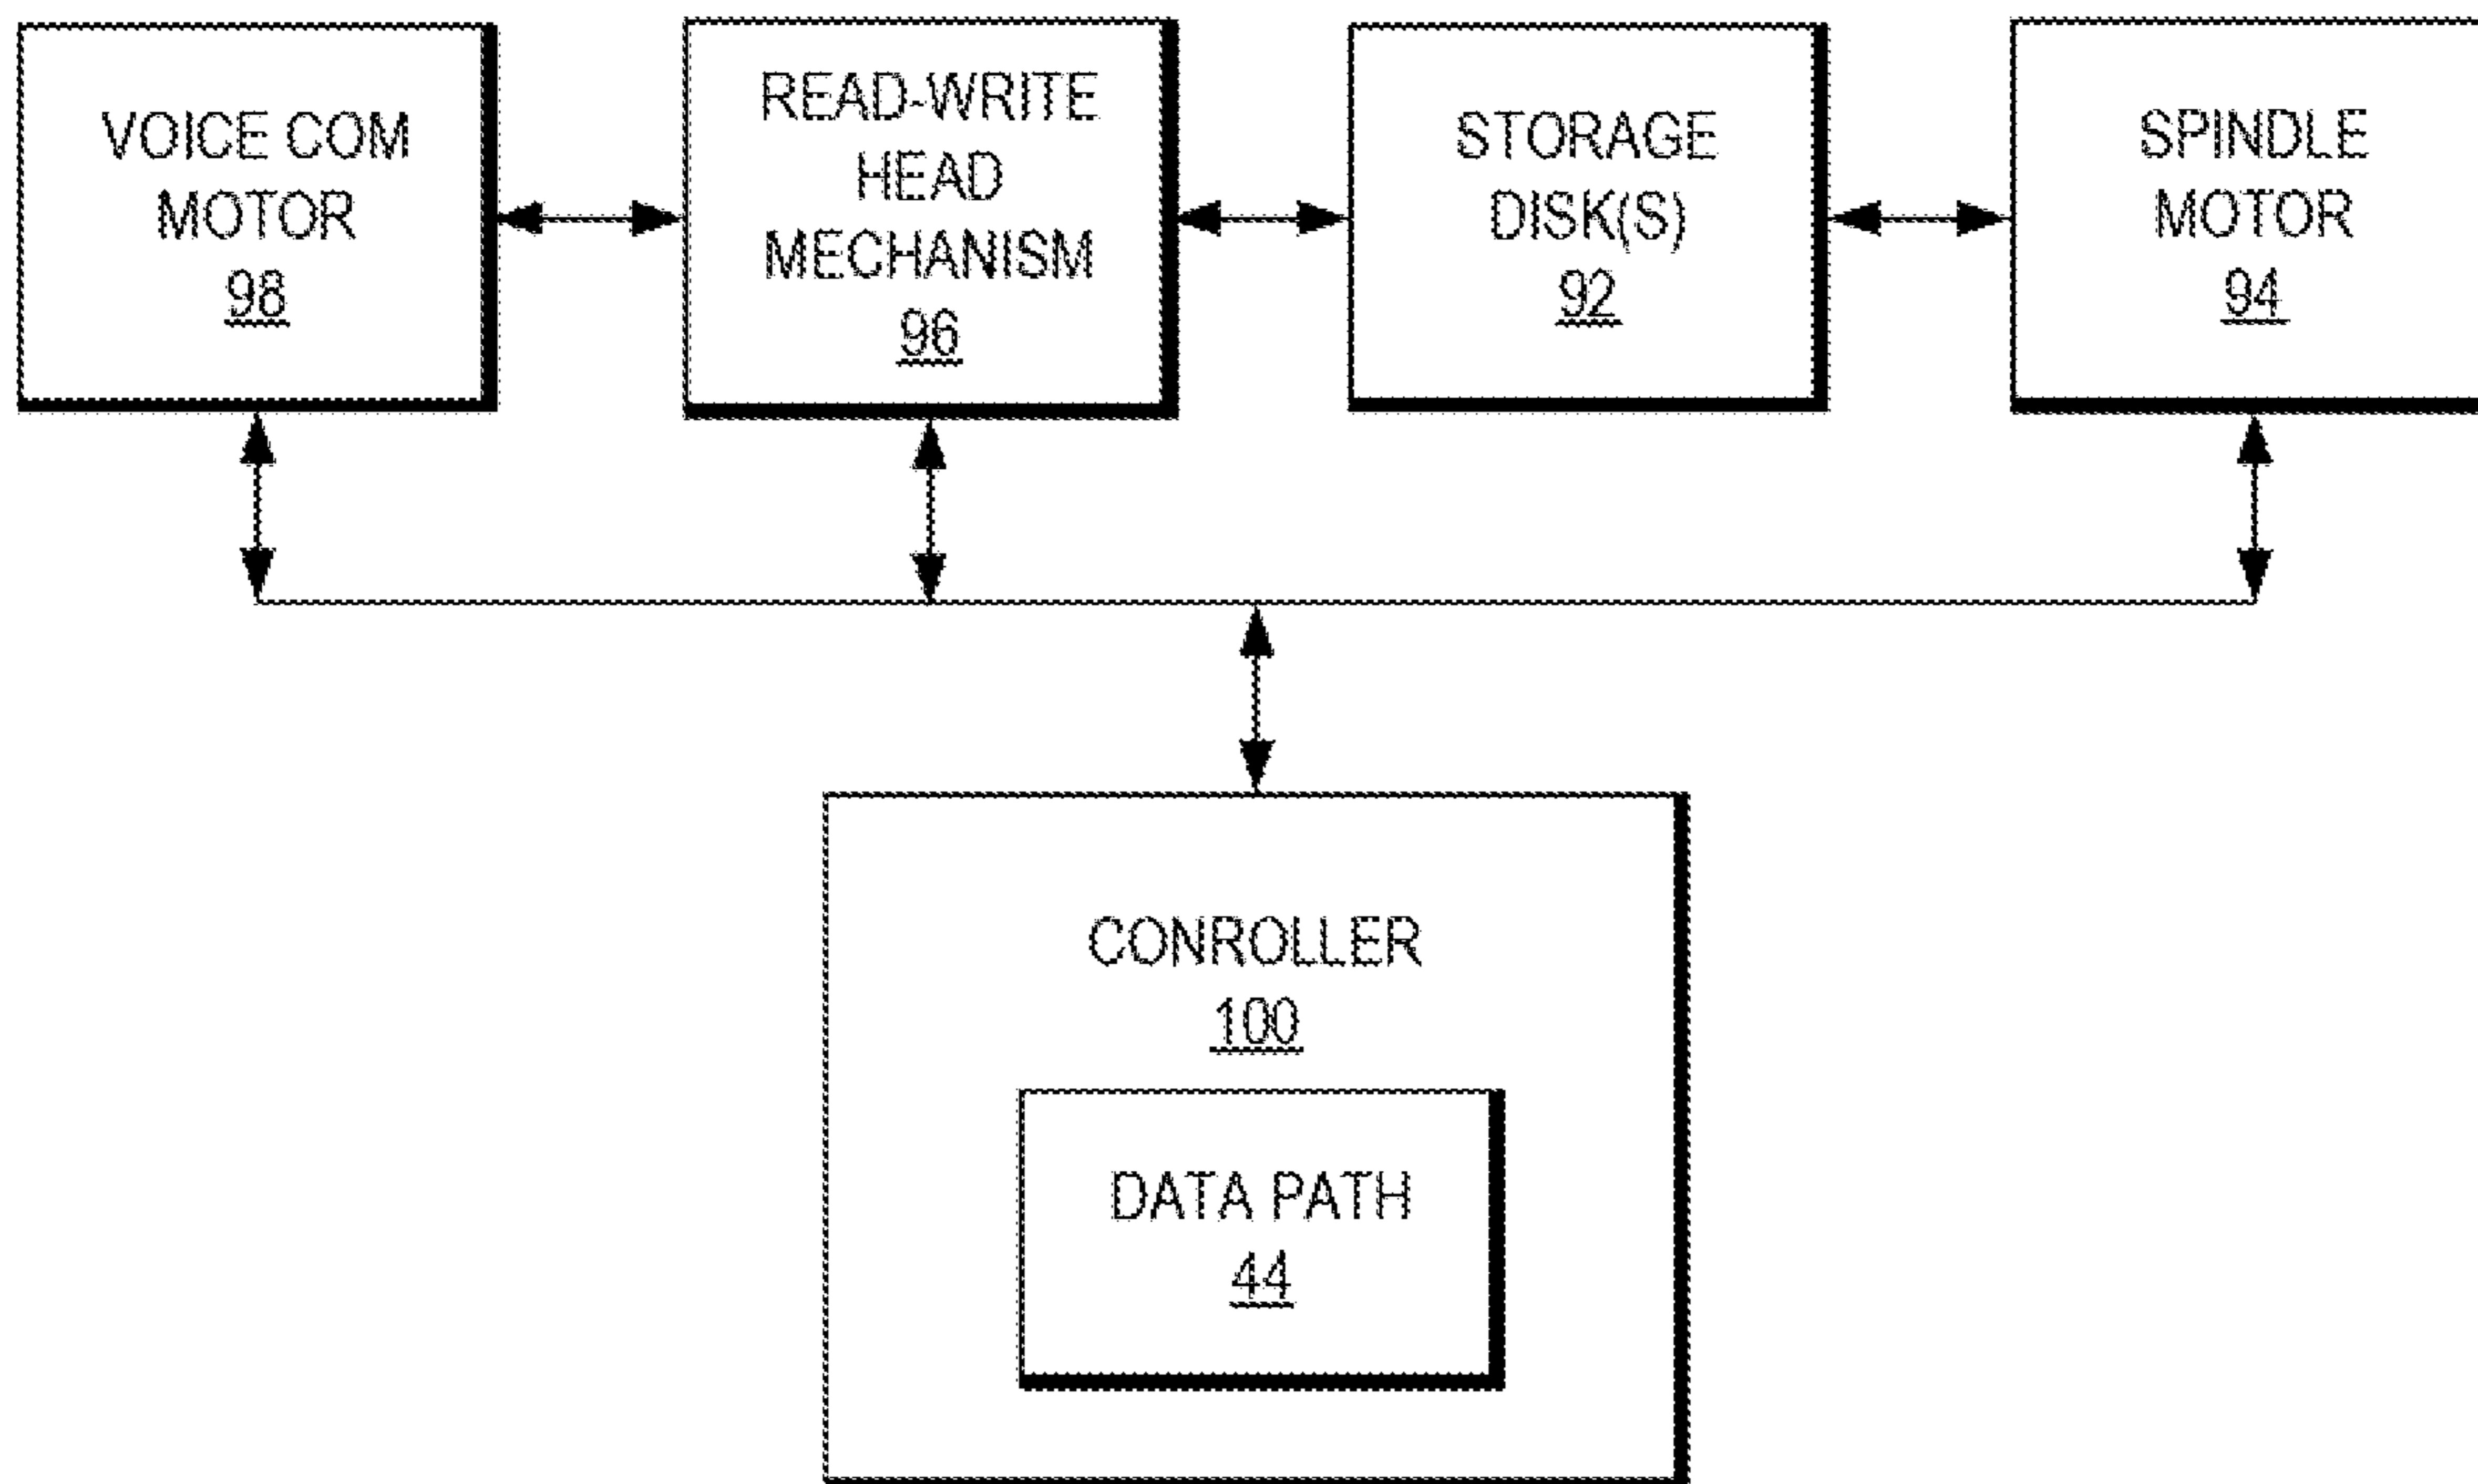 VOICE COM
MOTOR
98
READ-WRITE
HEAD
MECHANISM
96
STORAGE
DISK(S)
92
SPINDLE
MOTOR
94
CONROLLER
100
DATA PATH
44